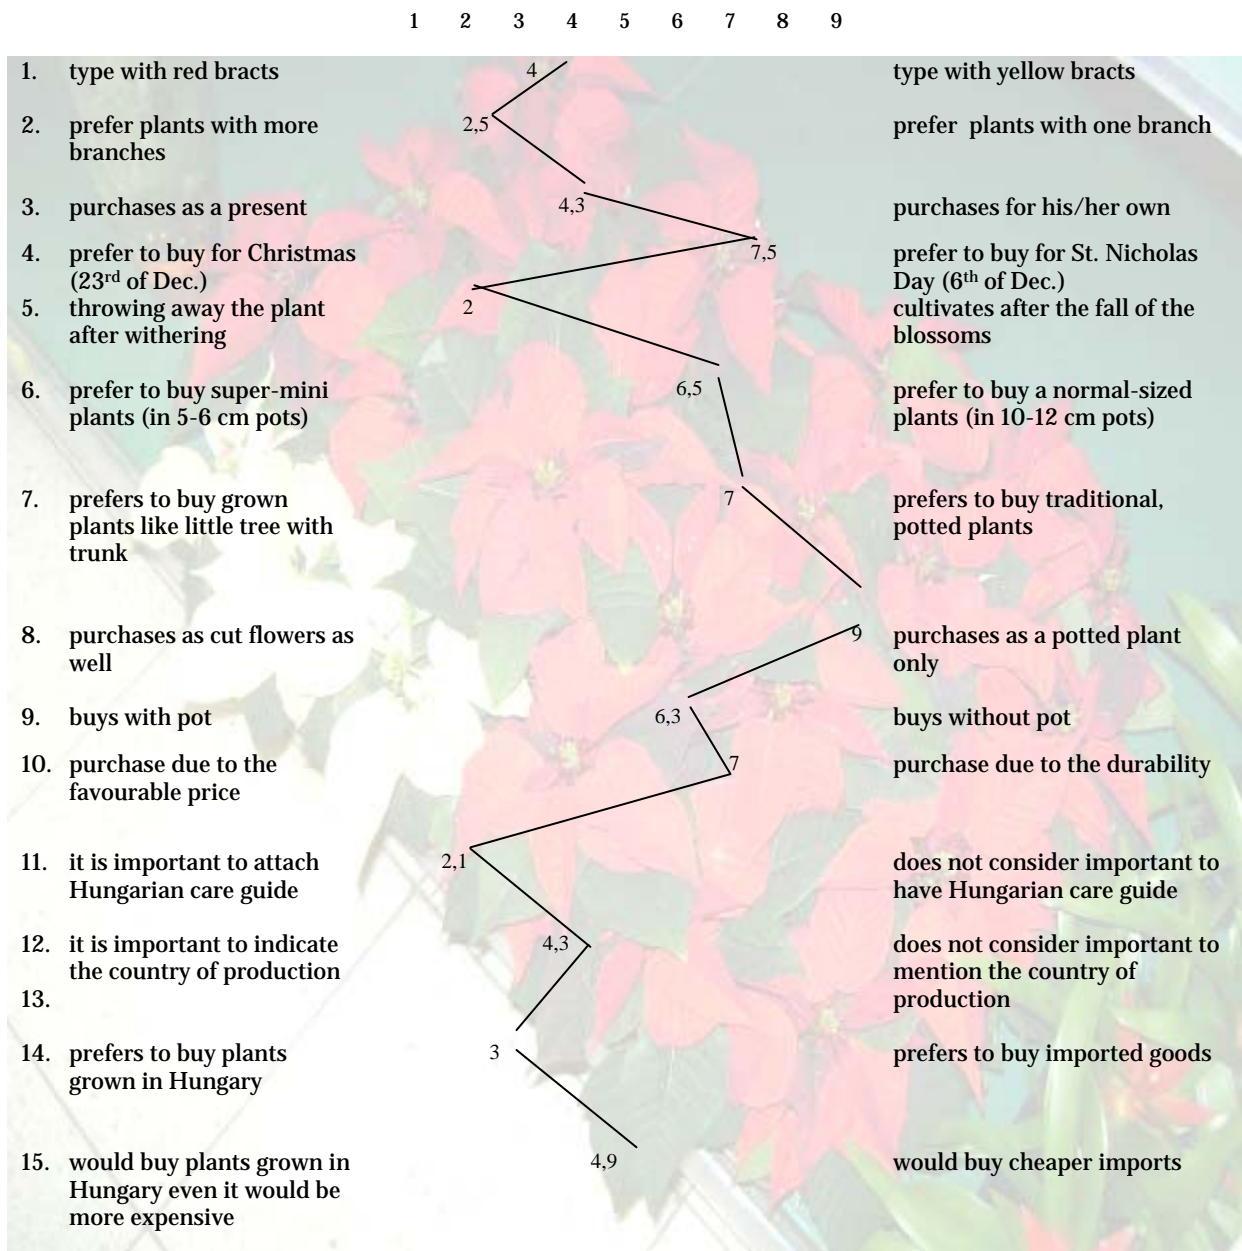 1 2 3 4 5 6 7 8 9
1. type with red bracts 4 type with yellow bracts
2. prefer plants with more 2,5 prefer plants with one branch
branches
3. purchases as a present 4,3 purchases for his/her own
4. prefer to buy for Christmas 7,5 prefer to buy for St. Nicholas
(23rd of Dec.) Day (6th of Dec.)
5. throwing away the plant 2 cultivates after the fall of the
after withering blossoms
6. prefer to buy super-mini 6,5 prefer to buy a normal-sized
plants (in 5-6 cm pots) plants (in 10-12 cm pots)
7. prefers to buy grown 7 prefers to buy traditional,
plants like little tree with potted plants
trunk
8. purchases as cut flowers as 9 purchases as a potted plant
well only
9. buys with pot 6,3 buys without pot
10. purchase due to the 7 purchase due to the durability
favourable price
11. it is important to attach 2,1 does not consider important to
Hungarian care guide have Hungarian care guide
12. it is important to indicate 4,3 does not consider important to
the country of production mention the country of
13. production
14. prefers to buy plants 3 prefers to buy imported goods
grown in Hungary
15. would buy plants grown in 4,9 would buy cheaper imports
Hungary even it would be
more expensive